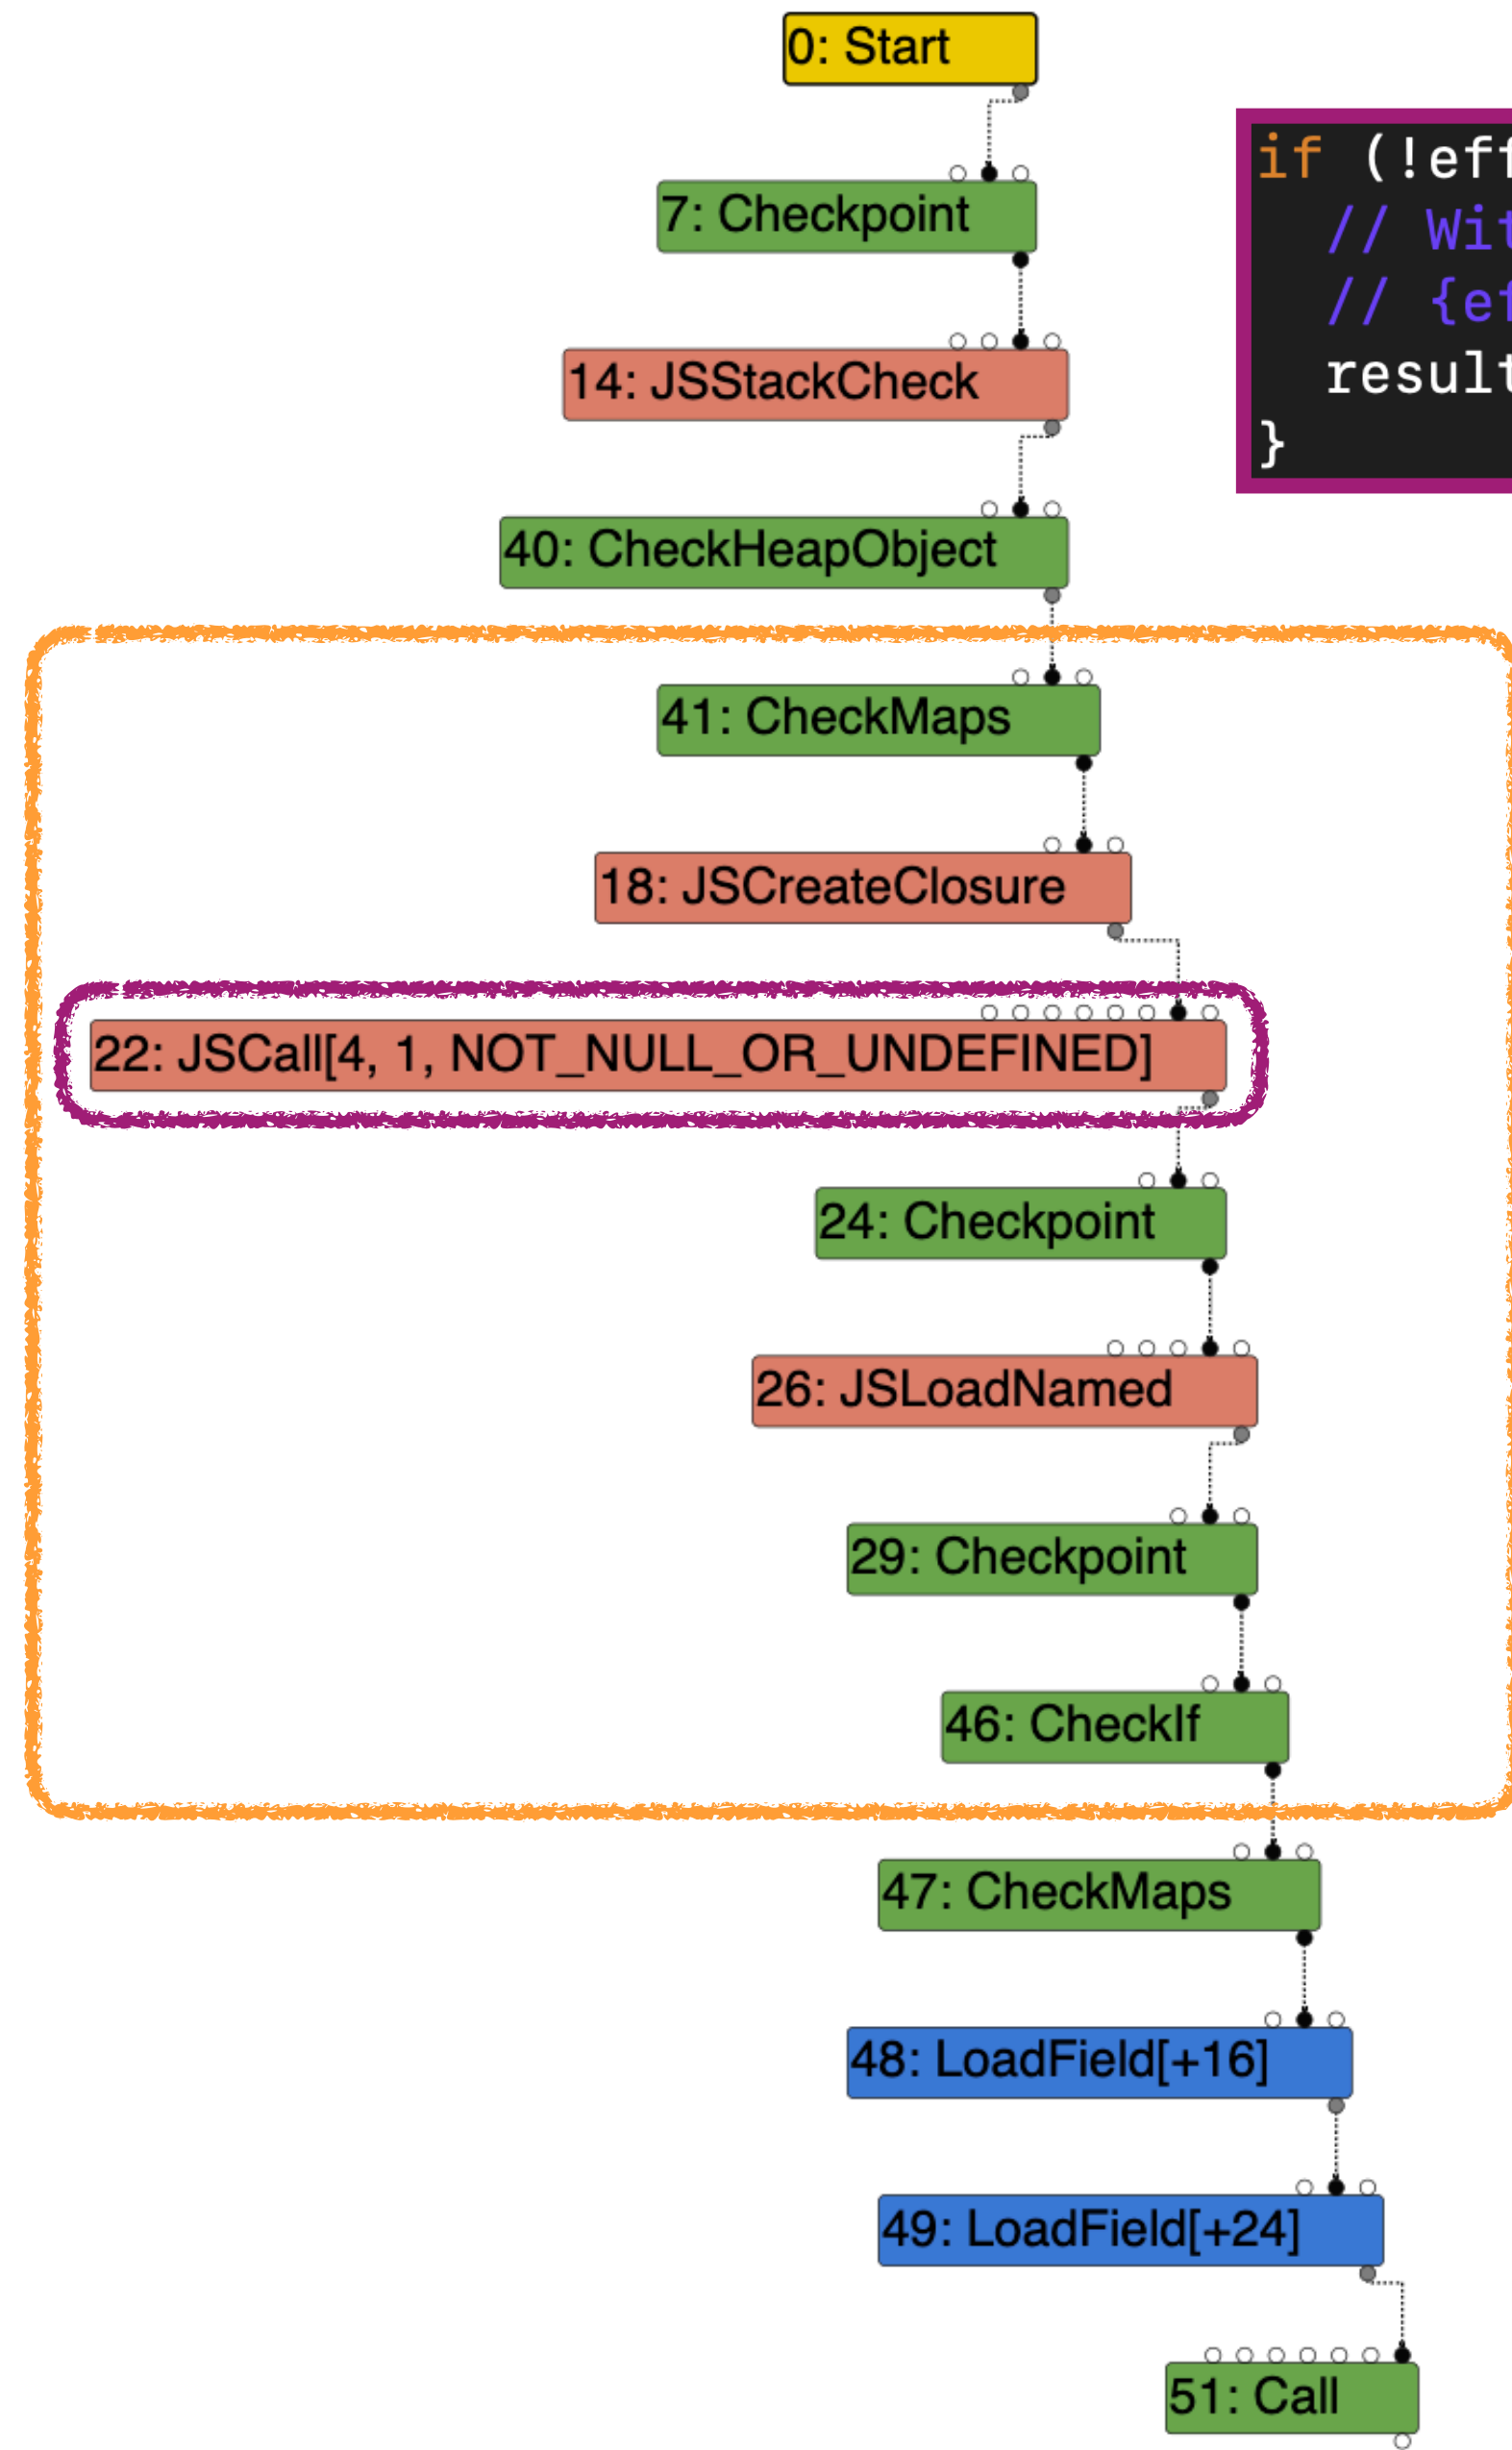 0: Start
if (!eff
// Wit
// {ef
result
}
7: Checkpoint
14: JSStackCheck
40: CheckHeapObject
41: CheckMaps
18: JSCreateClosure
22: JSCall[4, 1, NOT_NULL_OR_UNDEFINED]
24: Checkpoint
26: JSLoadNamed
29: Checkpoint
46: CheckIf
47: CheckMaps
48: LoadField[+16]
49: LoadField[+24]
51: Call